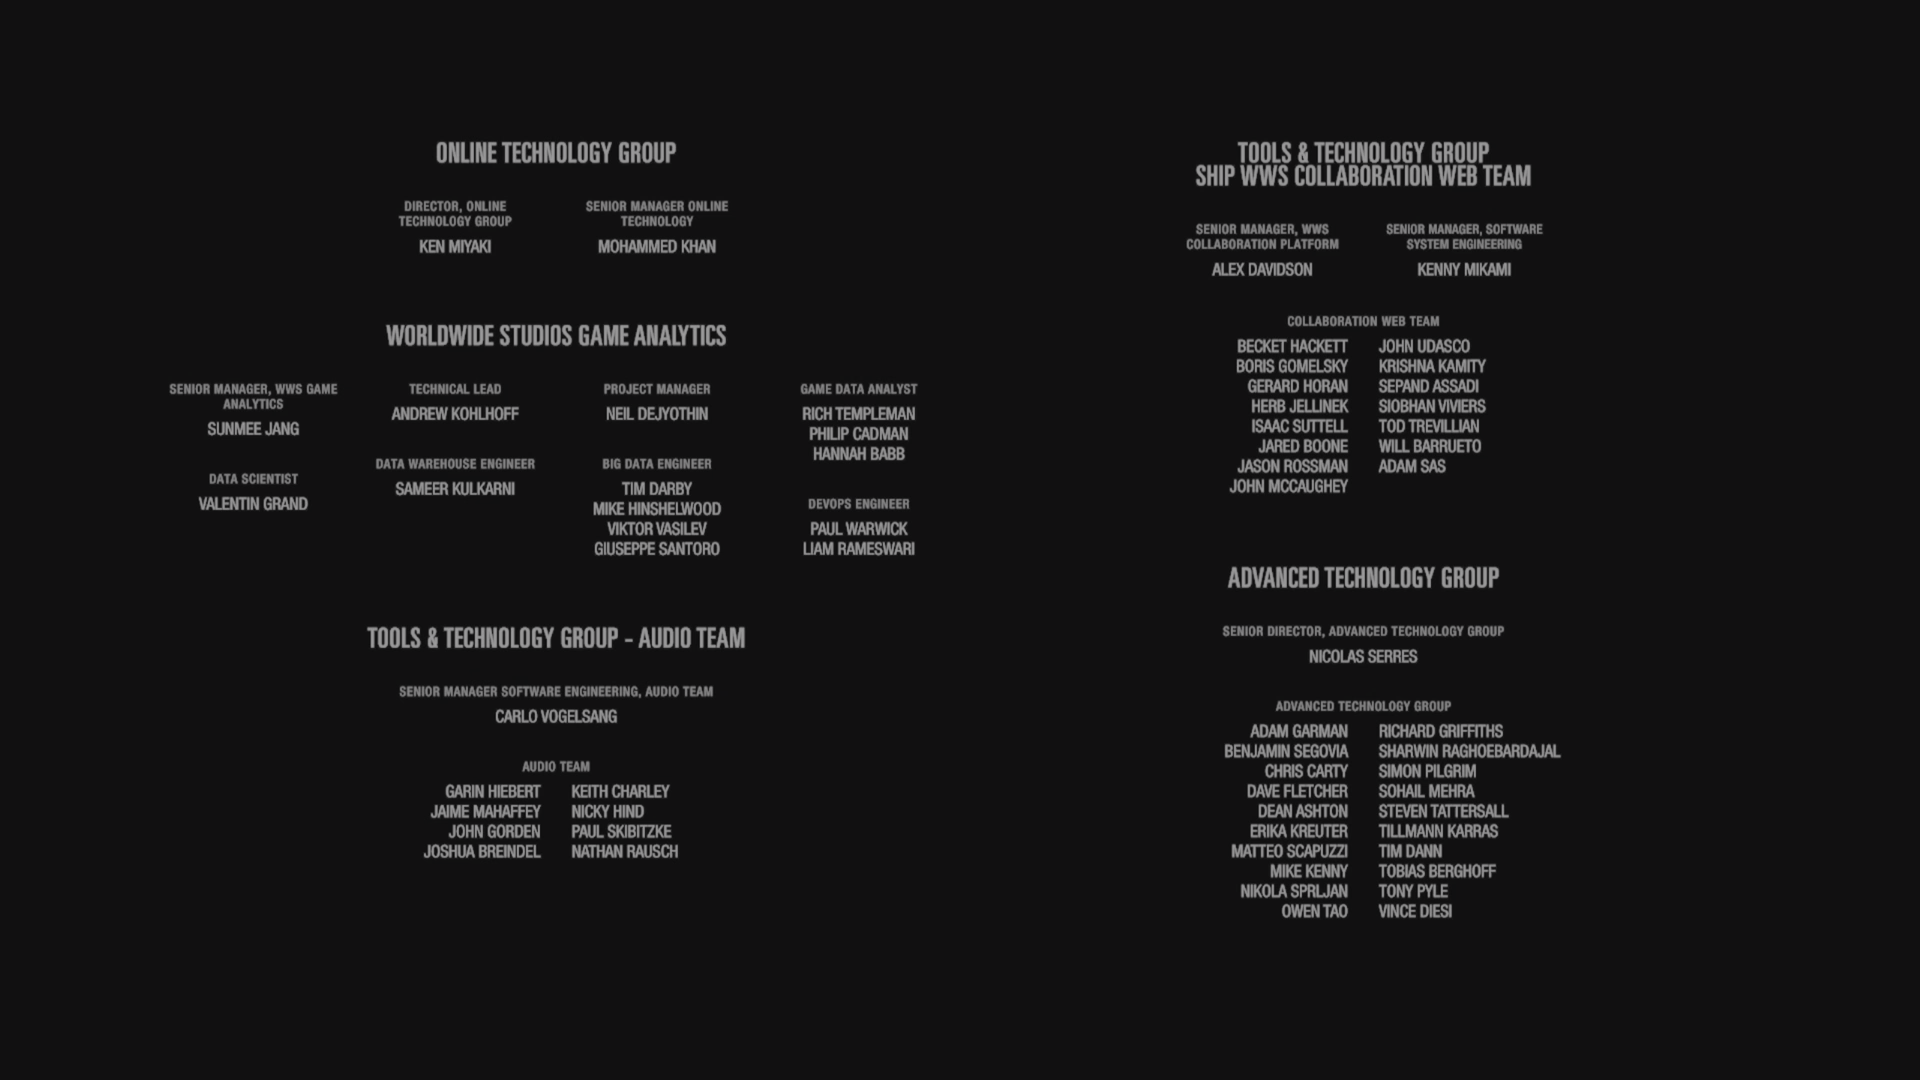 ONLINE TECHNOLOGY GROUP
DIRECTOR, ONLINE
TECHNOLOGY GROUP
KEN MIYAKI
SENIOR MANAGER ONLINE
TECHNOLOGY
MOHAMMED KHAN
WORLDWIDE STUDIOS GAME ANALYTICS
SENIOR MANAGER, WWS GAME
ANALYTICS
SUNMEE JANG
DATA SCIENTIST
VALENTIN GRAND
TECHNICAL LEAD
ANDREW KOHLHOFF
DATA WAREHOUSE ENGINEER
SAMEER KULKARNI
PROJECT MANAGER
NEIL DEJYOTHIN
BIG DATA ENGINEER
TIM DARBY
MIKE HINSHELWOOD
VIKTOR VASILEV
GIUSEPPE SANTORO
GAME DATA ANALYST
RICH TEMPLEMAN
PHILIP CADMAN
HANNAH BABB
DEVOPS ENGINEER
PAUL WARWICK
LIAM RAMESWARI
TOOLS & TECHNOLOGY GROUP - AUDIO TEAM
SENIOR MANAGER SOFTWARE ENGINEERING, AUDIO TEAM
CARLO VOGELSANG
AUDIO TEAM
GARIN HIEBERT
JAIME MAHAFFEY
JOHN GORDEN
JOSHUA BREINDEL
KEITH CHARLEY
NICKY HIND
PAUL SKIBITZKE
NATHAN RAUSCH
TOOLS & TECHNOLOGY GROUP
SHIP WWS COLLABORATION WEB TEAM
SENIOR MANAGER, WWS
COLLABORATION PLATFORM
ALEX DAVIDSON
SENIOR MANAGER, SOFTWARE
SYSTEM ENGINEERING
KENNY MIKAMI
COLLABORATION WEB TEAM
BECKET HACKETT
BORIS GOMELSKY
GERARD HORAN
HERB JELLINEK
ISAAC SUTTELL
JARED BOONE
JASON ROSSMAN
JOHN MCCAUGHEY
JOHN UDASCO
KRISHNA KAMITY
SEPAND ASSADI
SIOBHAN VIVIERS
TOD TREVILLIAN
WILL BARRUETO
ADAM SAS
ADVANCED TECHNOLOGY GROUP
SENIOR DIRECTOR, ADVANCED TECHNOLOGY GROUP
NICOLAS SERRES
ADVANCED TECHNOLOGY GROUP
ADAM GARMAN
BENJAMIN SEGOVIA
CHRIS CARTY
DAVE FLETCHER
DEAN ASHTON
ERIKA KREUTER
MATTEO SCAPUZZI
MIKE KENNY
NIKOLA SPRLJAN
OWEN TAO
RICHARD GRIFFITHS
SHARWIN RAGHOEBARDAJAL
SIMON PILGRIM
SOHAIL MEHRA
STEVEN TATTERSALL
TILLMANN KARRAS
TIM DANN
TOBIAS BERGHOFF
TONY PYLE
VINCE DIESI